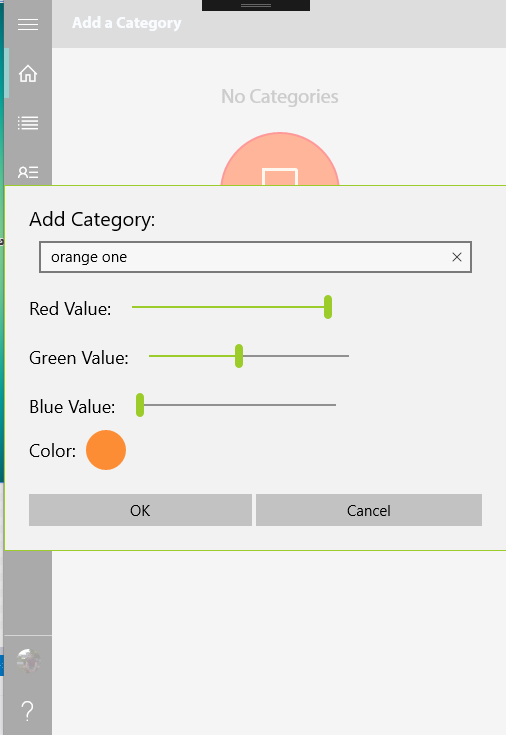 Add a Category
No Categories
Add Category:
orange one
Red Value:
Green Value:
Blue Value:
Color:
OK
Cancel
?